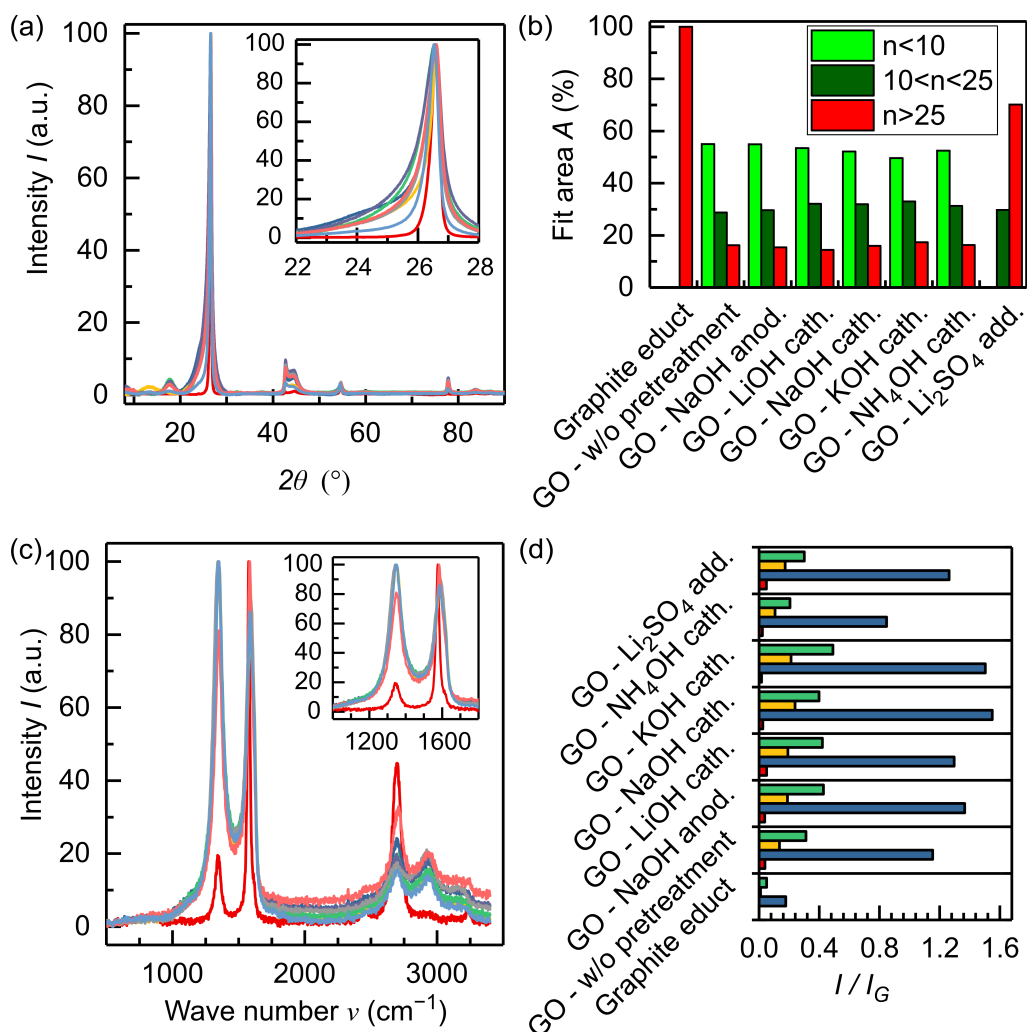 (a)
Intensity I (a.u.)
100
80
60
40
20
0
20
40
60
80
2θ (°)
100
80
60
40
20
0
22
24
26
28
(b)
Fit area A (%)
100
80
60
40
20
0
n<10
10<n<25
n>25
Graphite educt
GO - w/o pretreatment
GO - NaOH anod.
GO - LiOH cath.
GO - NaOH cath.
GO - KOH cath.
GO - NH₄OH cath.
GO - Li₂SO₄ add.
(c)
Intensity I (a.u.)
100
80
60
40
20
0
1000
2000
3000
Wave number ν (cm⁻¹)
100
80
60
40
20
0
1200
1600
(d)
GO - Li₂SO₄ add.
GO - NH₄OH cath.
GO - KOH cath.
GO - NaOH cath.
GO - LiOH cath.
GO - NaOH anod.
GO - w/o pretreatment
Graphite educt
0.0
0.4
0.8
1.2
1.6
I / I_G